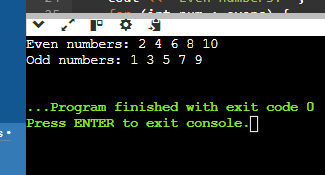 Even numbers: 2 4 6 8 10
Odd numbers: 1 3 5 7 9
...Program finished with exit code 0
Press ENTER to exit console.